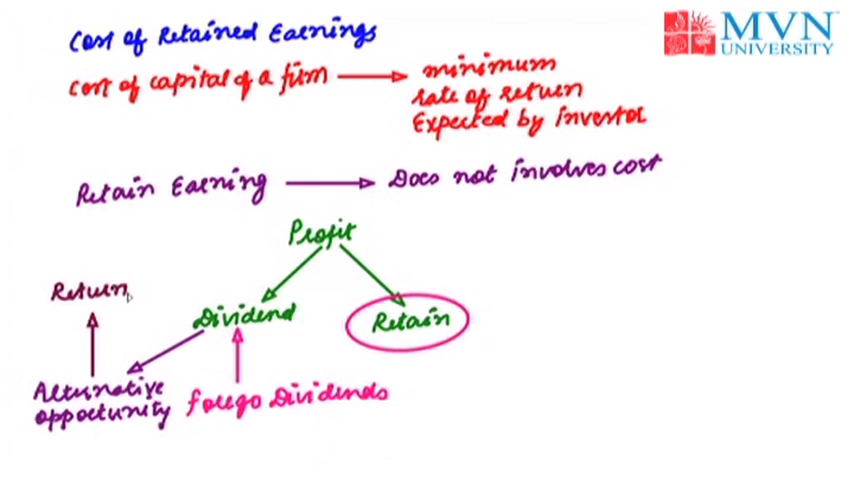 MVN
UNIVERSITY
Cost of Retained Earnings
Cost of capital of a firm
minimum
rate of return
Expected by investor
Retain Earning
Does not involves cost
Profit
Return
Dividend
Retain
Alternative
opportunity
forego Dividends